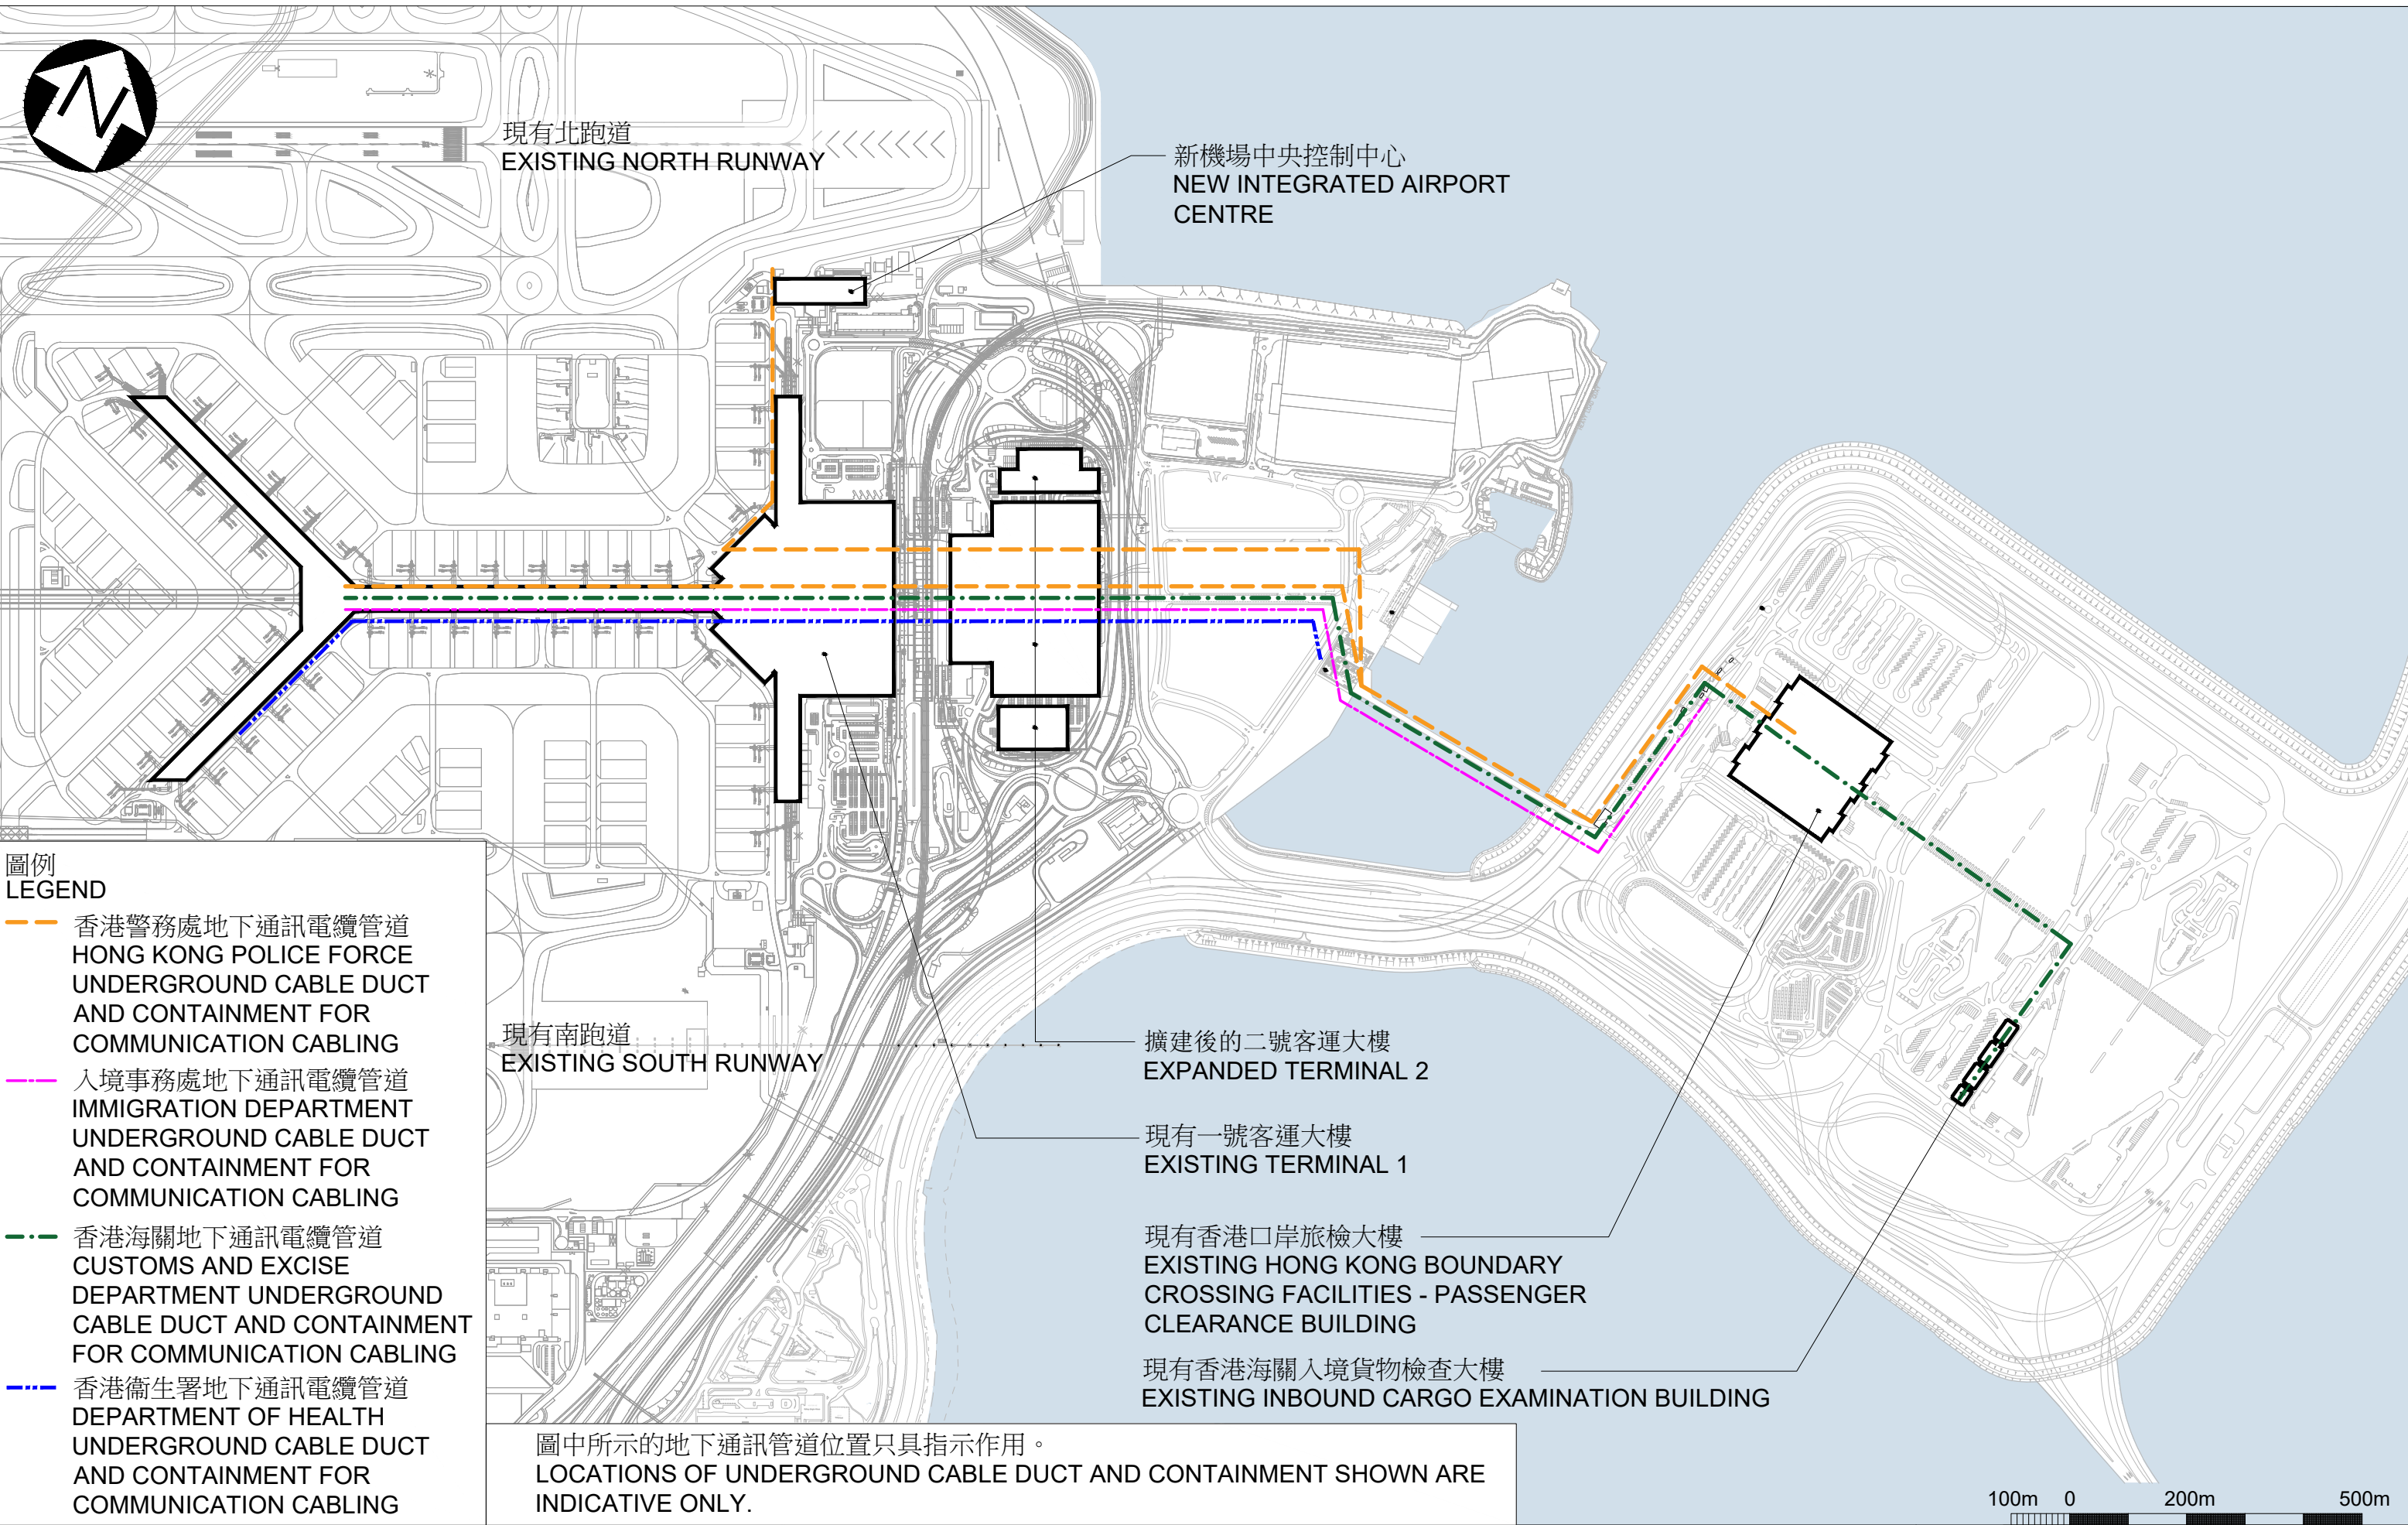 N
現有北跑道
EXISTING NORTH RUNWAY
新機場中央控制中心
NEW INTEGRATED AIRPORT
CENTRE
圖例
LEGEND
香港警務處地下通訊電纜管道
HONG KONG POLICE FORCE
UNDERGROUND CABLE DUCT
AND CONTAINMENT FOR
COMMUNICATION CABLING
入境事務處地下通訊電纜管道
IMMIGRATION DEPARTMENT
UNDERGROUND CABLE DUCT
AND CONTAINMENT FOR
COMMUNICATION CABLING
香港海關地下通訊電纜管道
CUSTOMS AND EXCISE
DEPARTMENT UNDERGROUND
CABLE DUCT AND CONTAINMENT
FOR COMMUNICATION CABLING
香港衞生署地下通訊電纜管道
DEPARTMENT OF HEALTH
UNDERGROUND CABLE DUCT
AND CONTAINMENT FOR
COMMUNICATION CABLING
現有南跑道
EXISTING SOUTH RUNWAY
擴建後的二號客運大樓
EXPANDED TERMINAL 2
現有一號客運大樓
EXISTING TERMINAL 1
現有香港口岸旅檢大樓
EXISTING HONG KONG BOUNDARY
CROSSING FACILITIES - PASSENGER
CLEARANCE BUILDING
現有香港海關入境貨物檢查大樓
EXISTING INBOUND CARGO EXAMINATION BUILDING
圖中所示的地下通訊管道位置只具指示作用。
LOCATIONS OF UNDERGROUND CABLE DUCT AND CONTAINMENT SHOWN ARE
INDICATIVE ONLY.
100m 0 200m 500m